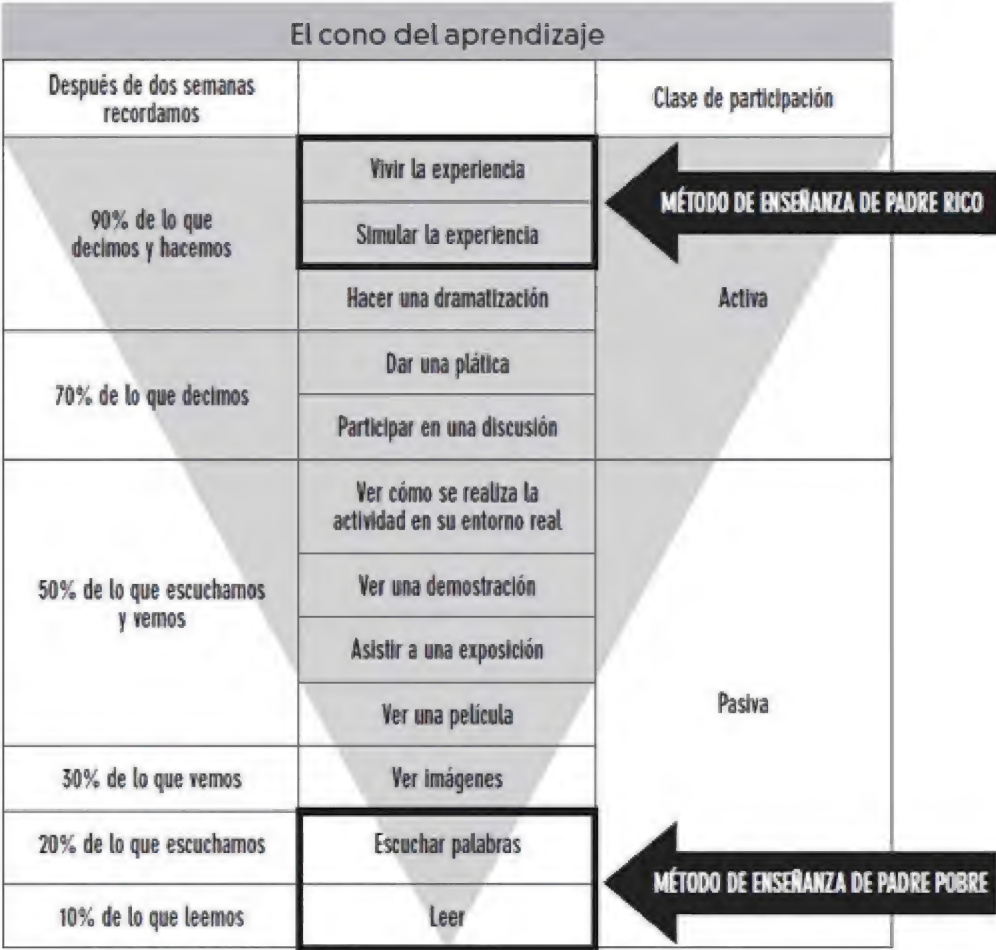 El cono del aprendizaje
Después de dos semanas
recordamos
Clase de participación
90% de lo que
decimos y hacemos
Vivir la experiencia
Simular la experiencia
Hacer una dramatización
MÉTODO DE ENSEÑANZA DE PADRE RICO
Activa
70% de lo que decimos
Dar una plática
Participar en una discusión
50% de lo que escuchamos
y vemos
Ver cómo se realiza la
actividad en su entorno real
Ver una demostración
Asistir a una exposición
Ver una película
Pasiva
30% de lo que vemos
Ver imágenes
20% de lo que escuchamos
Escuchar palabras
10% de lo que leemos
Leer
MÉTODO DE ENSEÑANZA DE PADRE POBRE